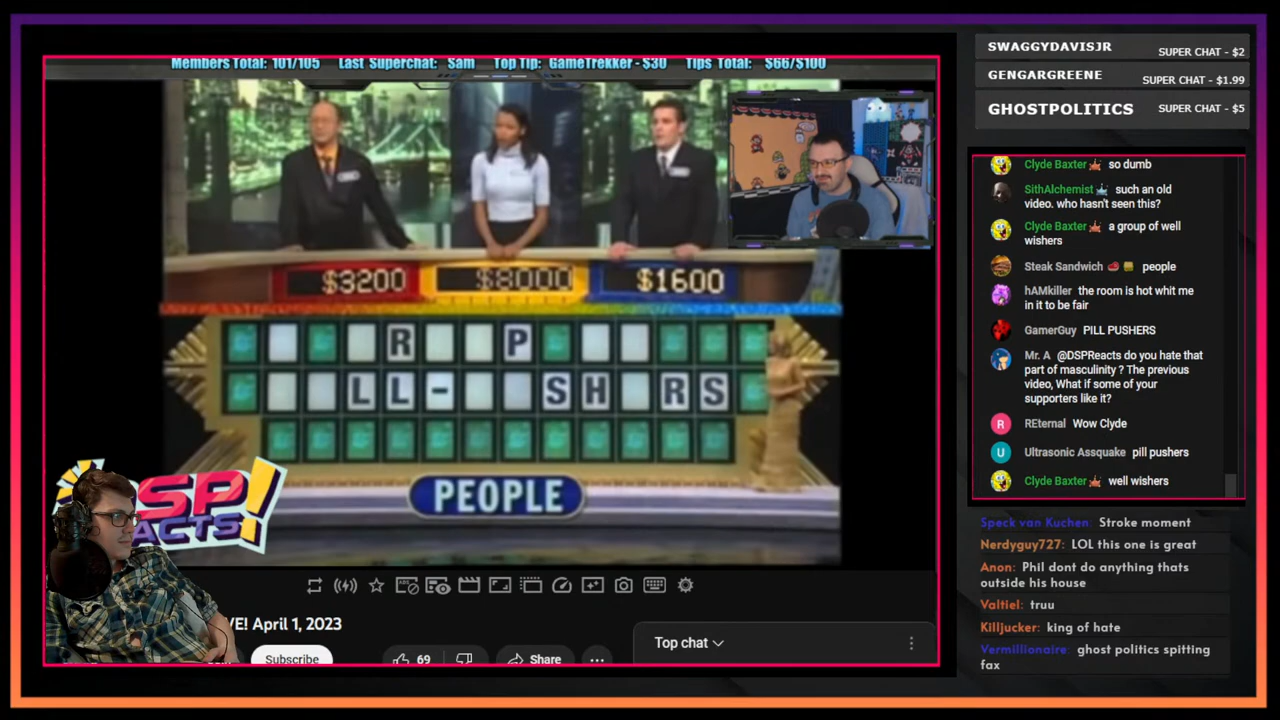 Members Total: 101/105 Last Superchat: Sam Top Tip: GameTrekker - $30 Tips Total: $66/$100
$3200 $8000 $1600
R P
LL- SH RS
PEOPLE
SP!
ACTS!
VE! April 1, 2023
Subscribe 69 Share ...
Top chat
SWAGGYDAVISJR SUPER CHAT - $2
GENGARGREENE SUPER CHAT - $1.99
GHOSTPOLITICS SUPER CHAT - $5
Clyde Baxter so dumb
SithAlchemist such an old
video. who hasn't seen this?
Clyde Baxter a group of well
wishers
Steak Sandwich people
hAMkiller the room is hot whit me
in it to be fair
GamerGuy PILL PUSHERS
Mr. A @DSPReacts do you hate that
part of masculinity ? The previous
video, What if some of your
supporters like it?
REternal Wow Clyde
R
Ultrasonic Assquake pill pushers
U
Clyde Baxter well wishers
Speck van Kuchen: Stroke moment
Nerdyguy727: LOL this one is great
Anon: Phil dont do anything thats
outside his house
Valtiel: truu
Killjucker: king of hate
Vermillionaire: ghost politics spitting
fax